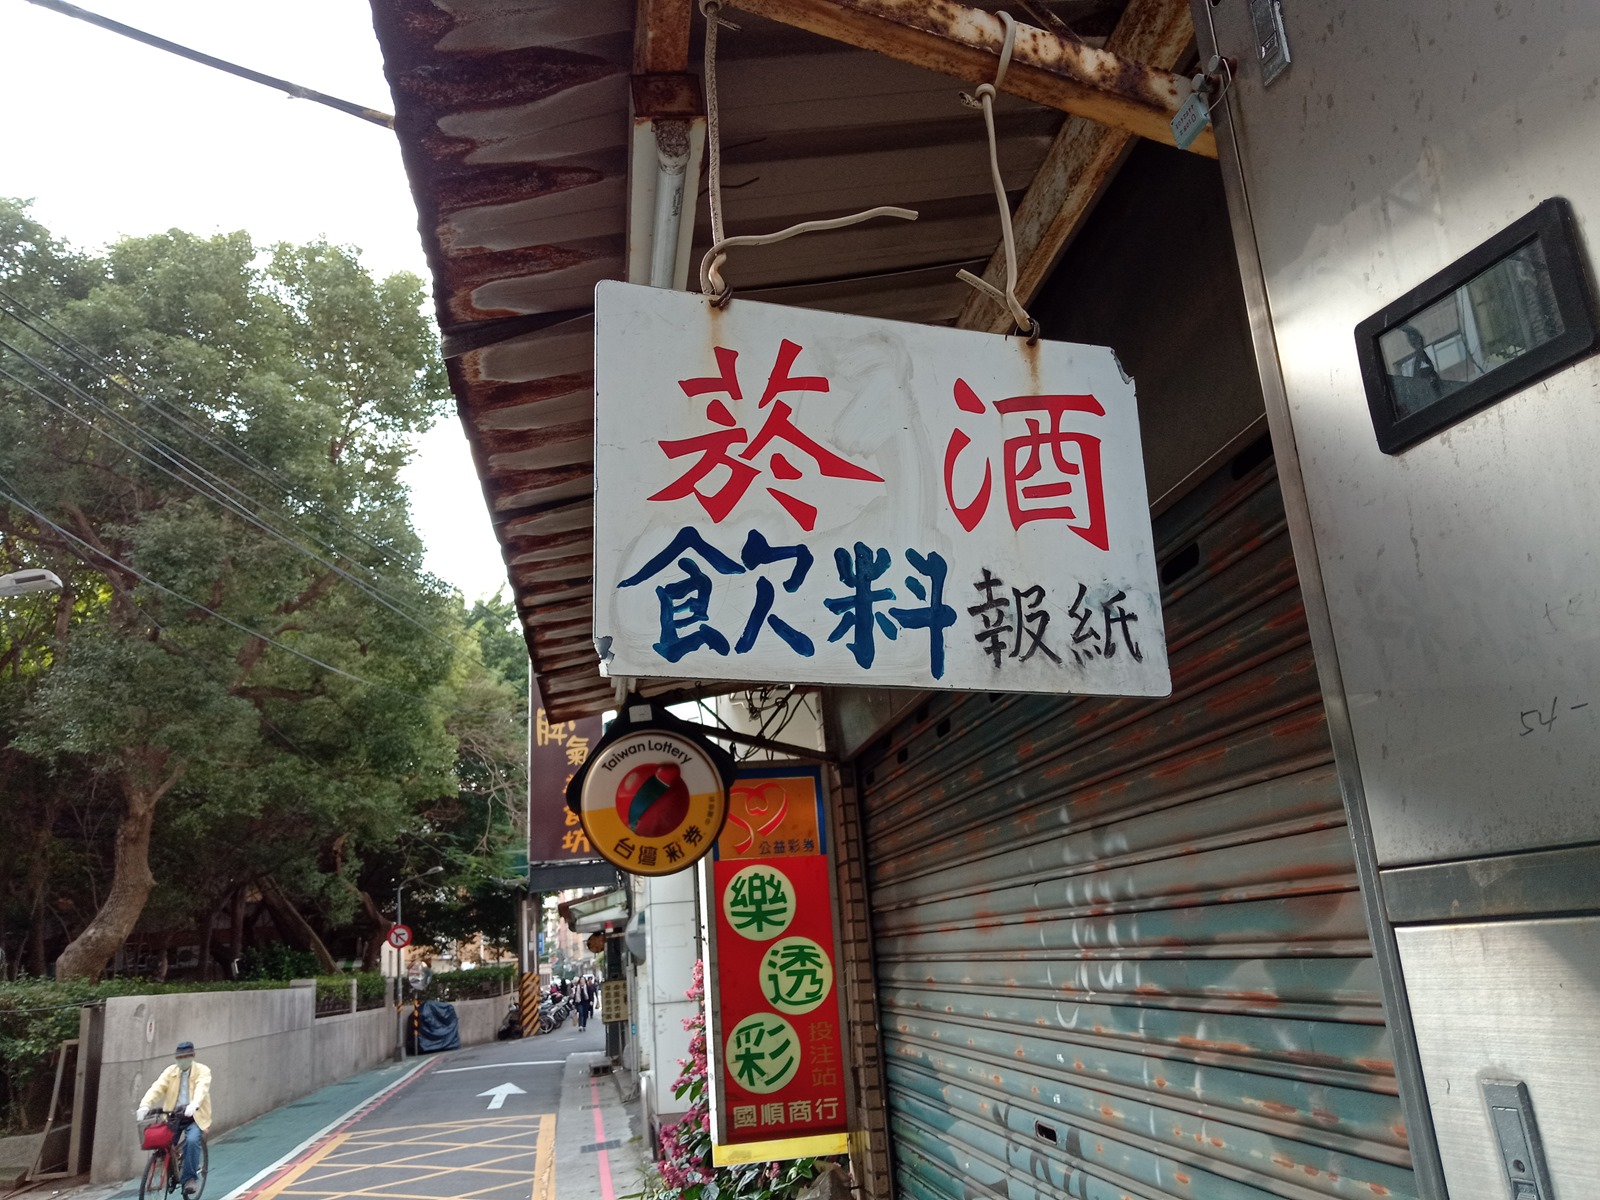 菸 酒
飲料 報紙
Taiwan Lottery
台灣彩券
公益彩券
樂
透
彩
投注站
國順商行